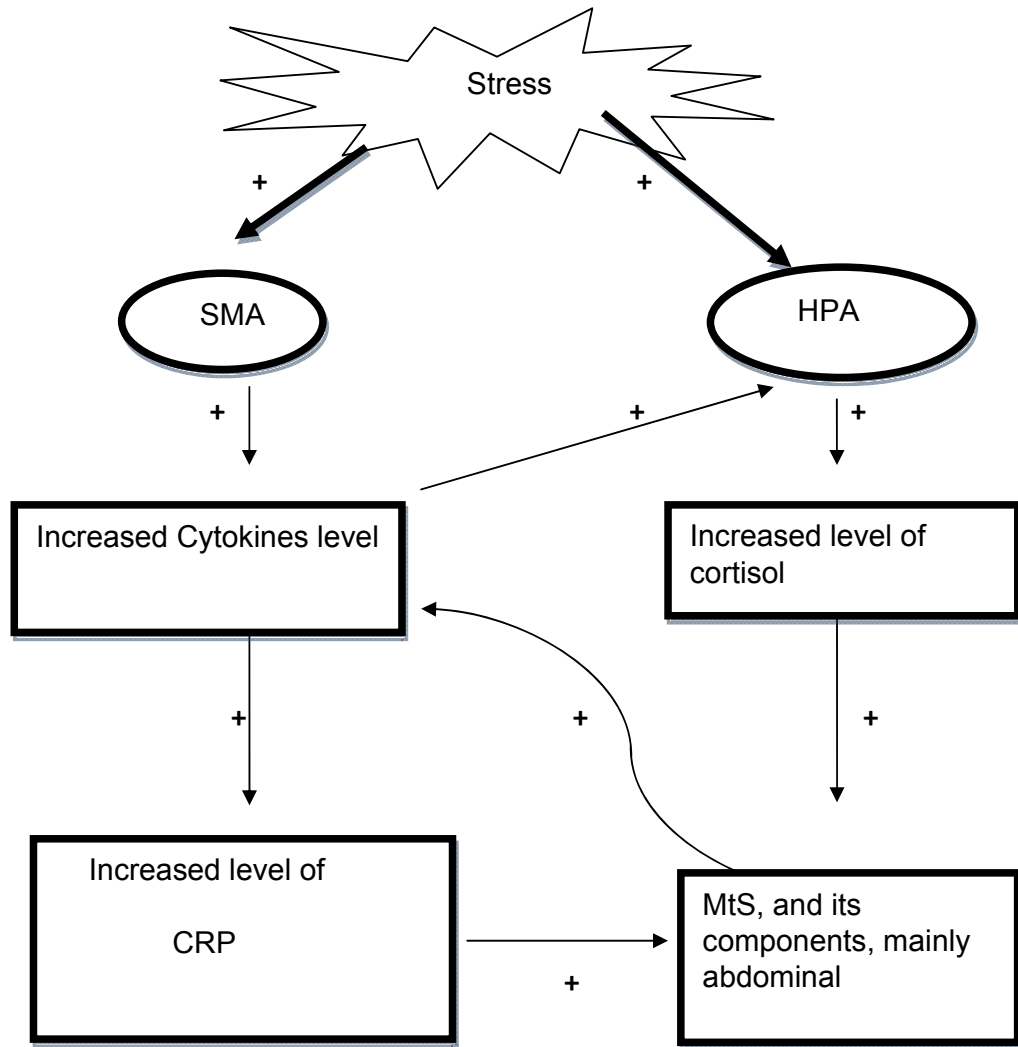 Stress
+
+
SMA
HPA
+
+
+
Increased Cytokines level
Increased level of
cortisol
+
+
+
Increased level of
CRP
MtS, and its
components, mainly
abdominal
+